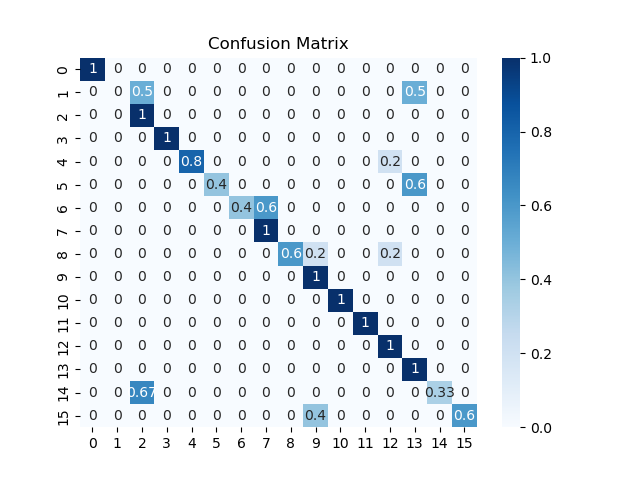 Confusion Matrix
0 1 0 0 0 0 0 0 0 0 0 0 0 0 0 0 0
1 0 0 0.5 0 0 0 0 0 0 0 0 0 0 0.5 0 0
2 0 0 1 0 0 0 0 0 0 0 0 0 0 0 0 0
3 0 0 0 1 0 0 0 0 0 0 0 0 0 0 0 0
4 0 0 0 0 0.8 0 0 0 0 0 0 0 0.2 0 0 0
5 0 0 0 0 0 0.4 0 0 0 0 0 0 0 0.6 0 0
6 0 0 0 0 0 0 0.4 0.6 0 0 0 0 0 0 0 0
7 0 0 0 0 0 0 0 1 0 0 0 0 0 0 0 0
8 0 0 0 0 0 0 0 0 0.6 0.2 0 0 0.2 0 0 0
9 0 0 0 0 0 0 0 0 0 1 0 0 0 0 0 0
10 0 0 0 0 0 0 0 0 0 0 1 0 0 0 0 0
11 0 0 0 0 0 0 0 0 0 0 0 1 0 0 0 0
12 0 0 0 0 0 0 0 0 0 0 0 0 1 0 0 0
13 0 0 0 0 0 0 0 0 0 0 0 0 0 1 0 0
14 0 0 0.67 0 0 0 0 0 0 0 0 0 0 0 0.33 0
15 0 0 0 0 0 0 0 0 0 0.4 0 0 0 0 0 0.6
0 1 2 3 4 5 6 7 8 9 10 11 12 13 14 15
1.0
0.8
0.6
0.4
0.2
0.0